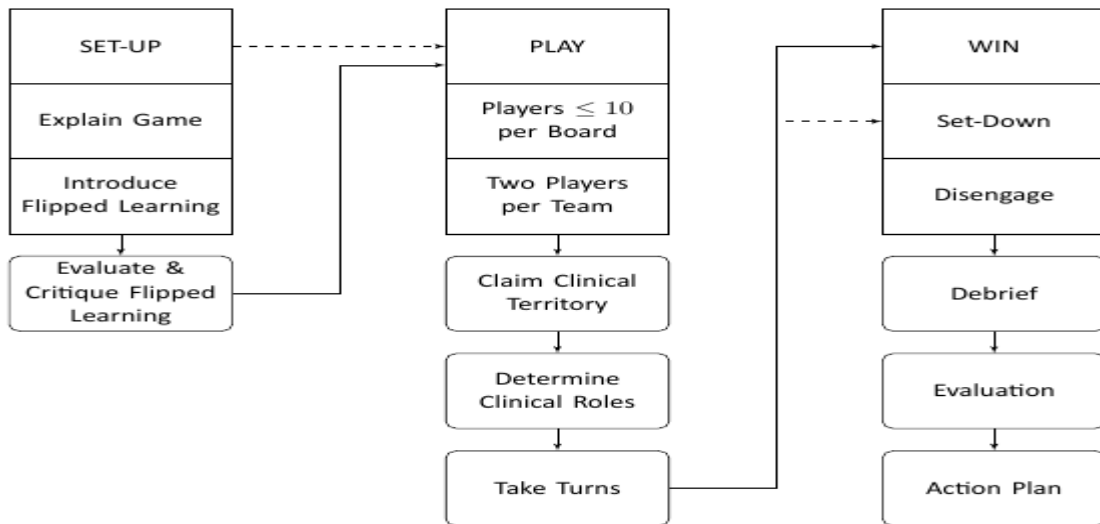 SET-UP
Explain Game
Introduce
Flipped Learning
Evaluate &
Critique Flipped
Learning
PLAY
Players ≤ 10
per Board
Two Players
per Team
Claim Clinical
Territory
Determine
Clinical Roles
Take Turns
WIN
Set-Down
Disengage
Debrief
Evaluation
Action Plan